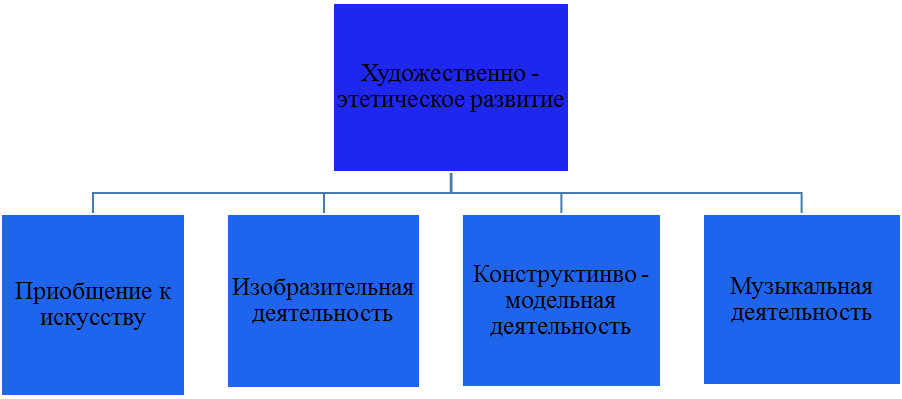 Художественно -
этетическое развитие
Приобщение к
искусству
Изобразительная
деятельность
Конструктинво -
модельная
деятельность
Музыкальная
деятельность